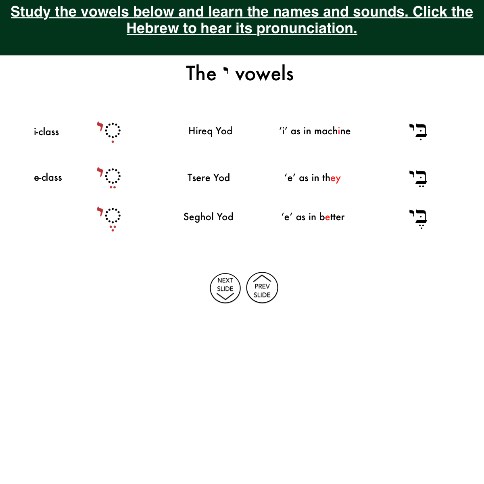 Study the vowels below and learn the names and sounds. Click the
Hebrew to hear its pronunciation.
The י vowels
i-class ◌ִי Hireq Yod ‘i’ as in machine בִּי
e-class ◌ֵי Tsere Yod ‘e’ as in they בֵּי
◌ֶי Seghol Yod ‘e’ as in better בֶּי
NEXT
SLIDE
PREV
SLIDE